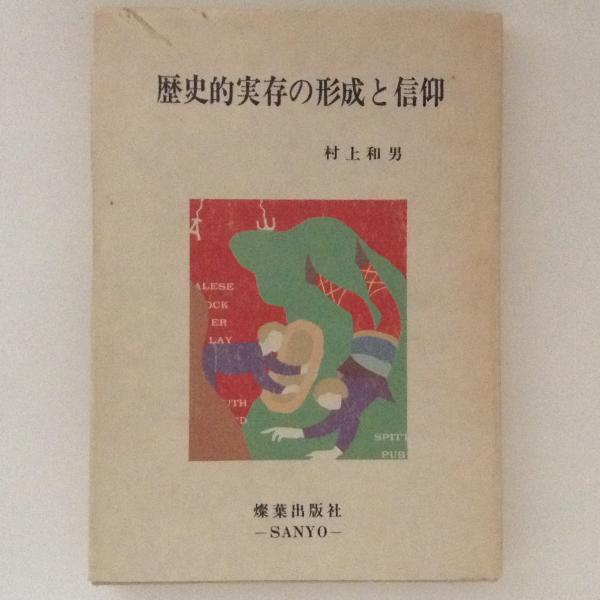 歴史的実存の形成と信仰
村上和男
ALESE
OCK
ER
LAY
UTH
D
SPITT
PUB
燦葉出版社
-SANYO-